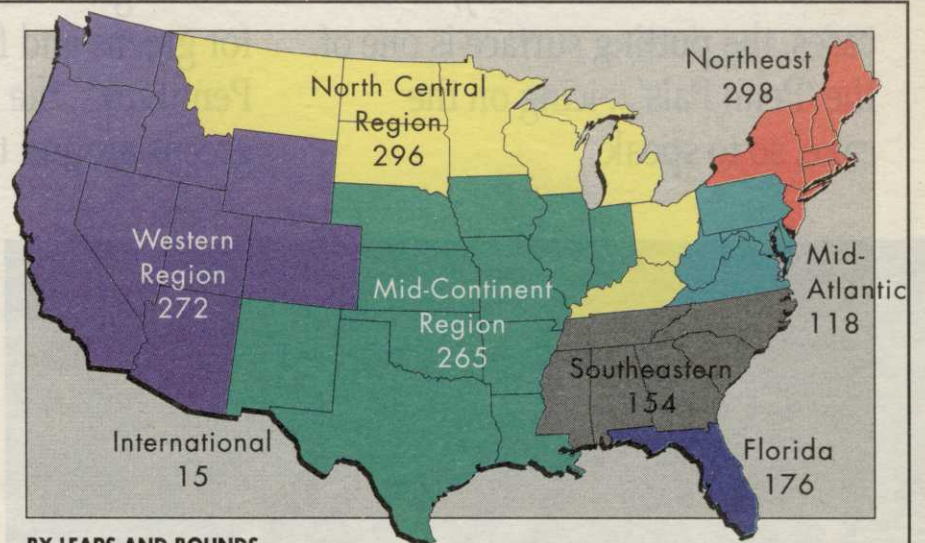 Northeast
298
North Central
Region
296
Western
Region
272
Mid-Continent
Region
265
Mid-
Atlantic
118
Southeastern
154
International
15
Florida
176
BY LEAPS AND BOUNDS